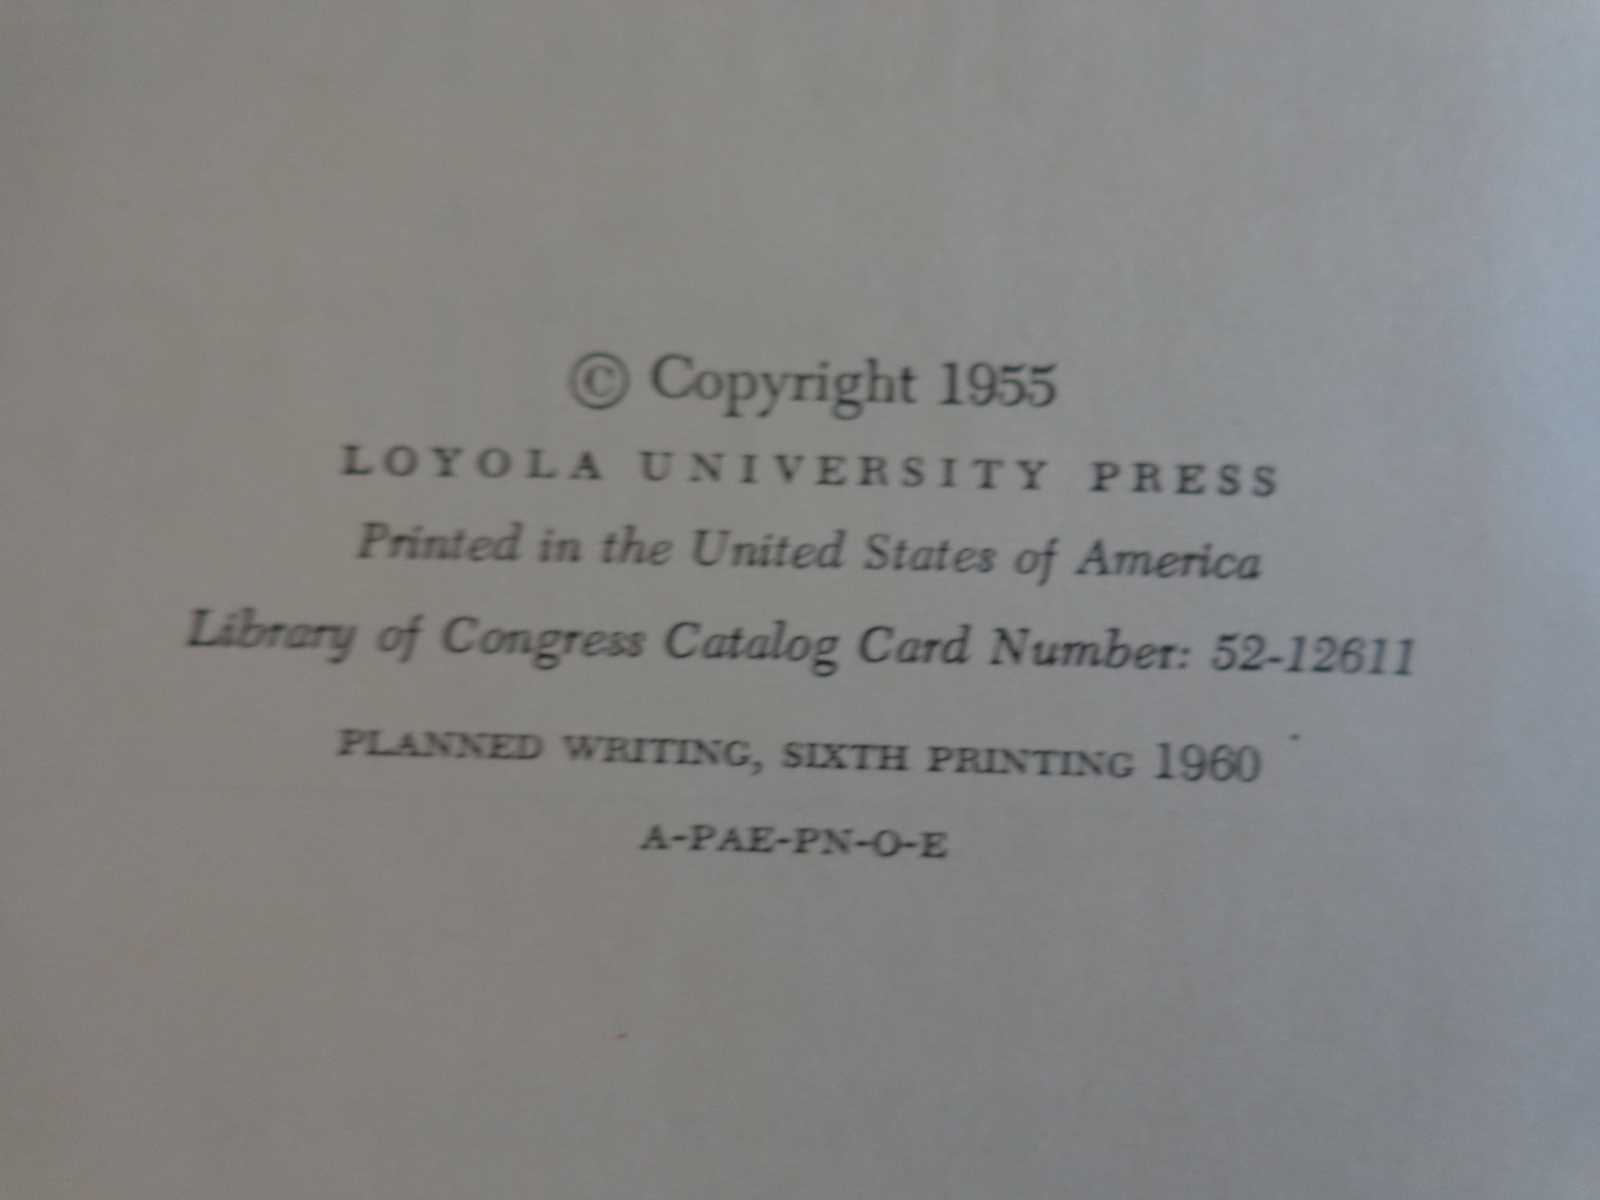 © Copyright 1955
LOYOLA UNIVERSITY PRESS
Printed in the United States of America
Library of Congress Catalog Card Number: 52-12611
PLANNED WRITING, SIXTH PRINTING 1960
A-PAE-PN-O-E